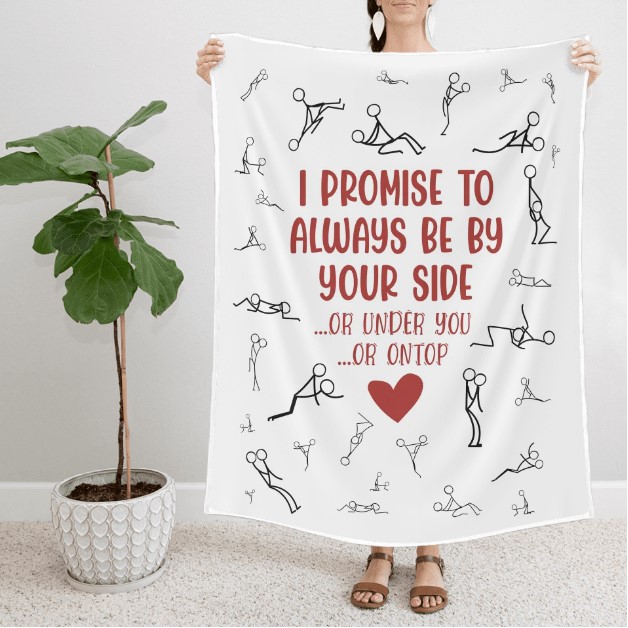 I PROMISE TO
ALWAYS BE BY
YOUR SIDE
...OR UNDER YOU
...OR ONTOP